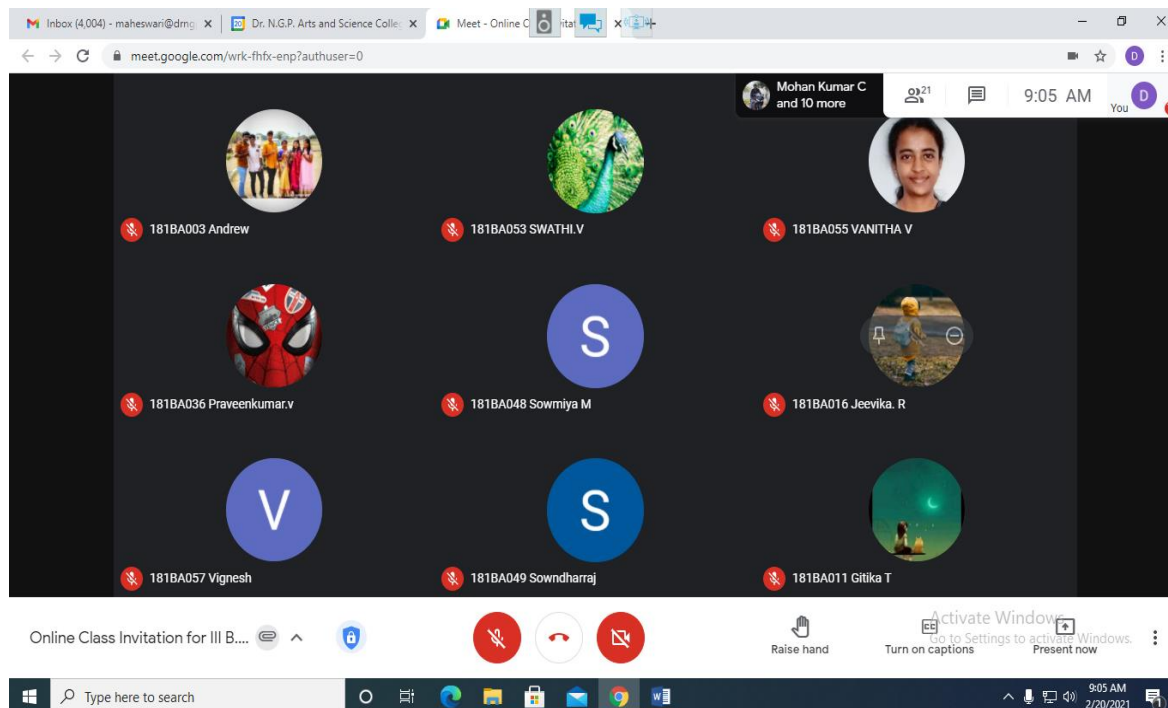 Inbox (4,004) - maheswari@drng
Dr. N.G.P. Arts and Science Colle
Meet - Online C
meet.google.com/wrk-fhfx-enp?authuser=0
Mohan Kumar C
and 10 more
21
9:05 AM
You
D
181BA003 Andrew
181BA053 SWATHI.V
181BA055 VANITHA V
S
181BA036 Praveenkumar.v
181BA048 Sowmiya M
181BA016 Jeevika. R
V
S
181BA057 Vignesh
181BA049 Sowndharraj
181BA011 Gitika T
Online Class Invitation for III B....
Raise hand
Turn on captions
Present now
Activate Windows
Go to Settings to activate Windows.
Type here to search
9:05 AM
2/20/2021